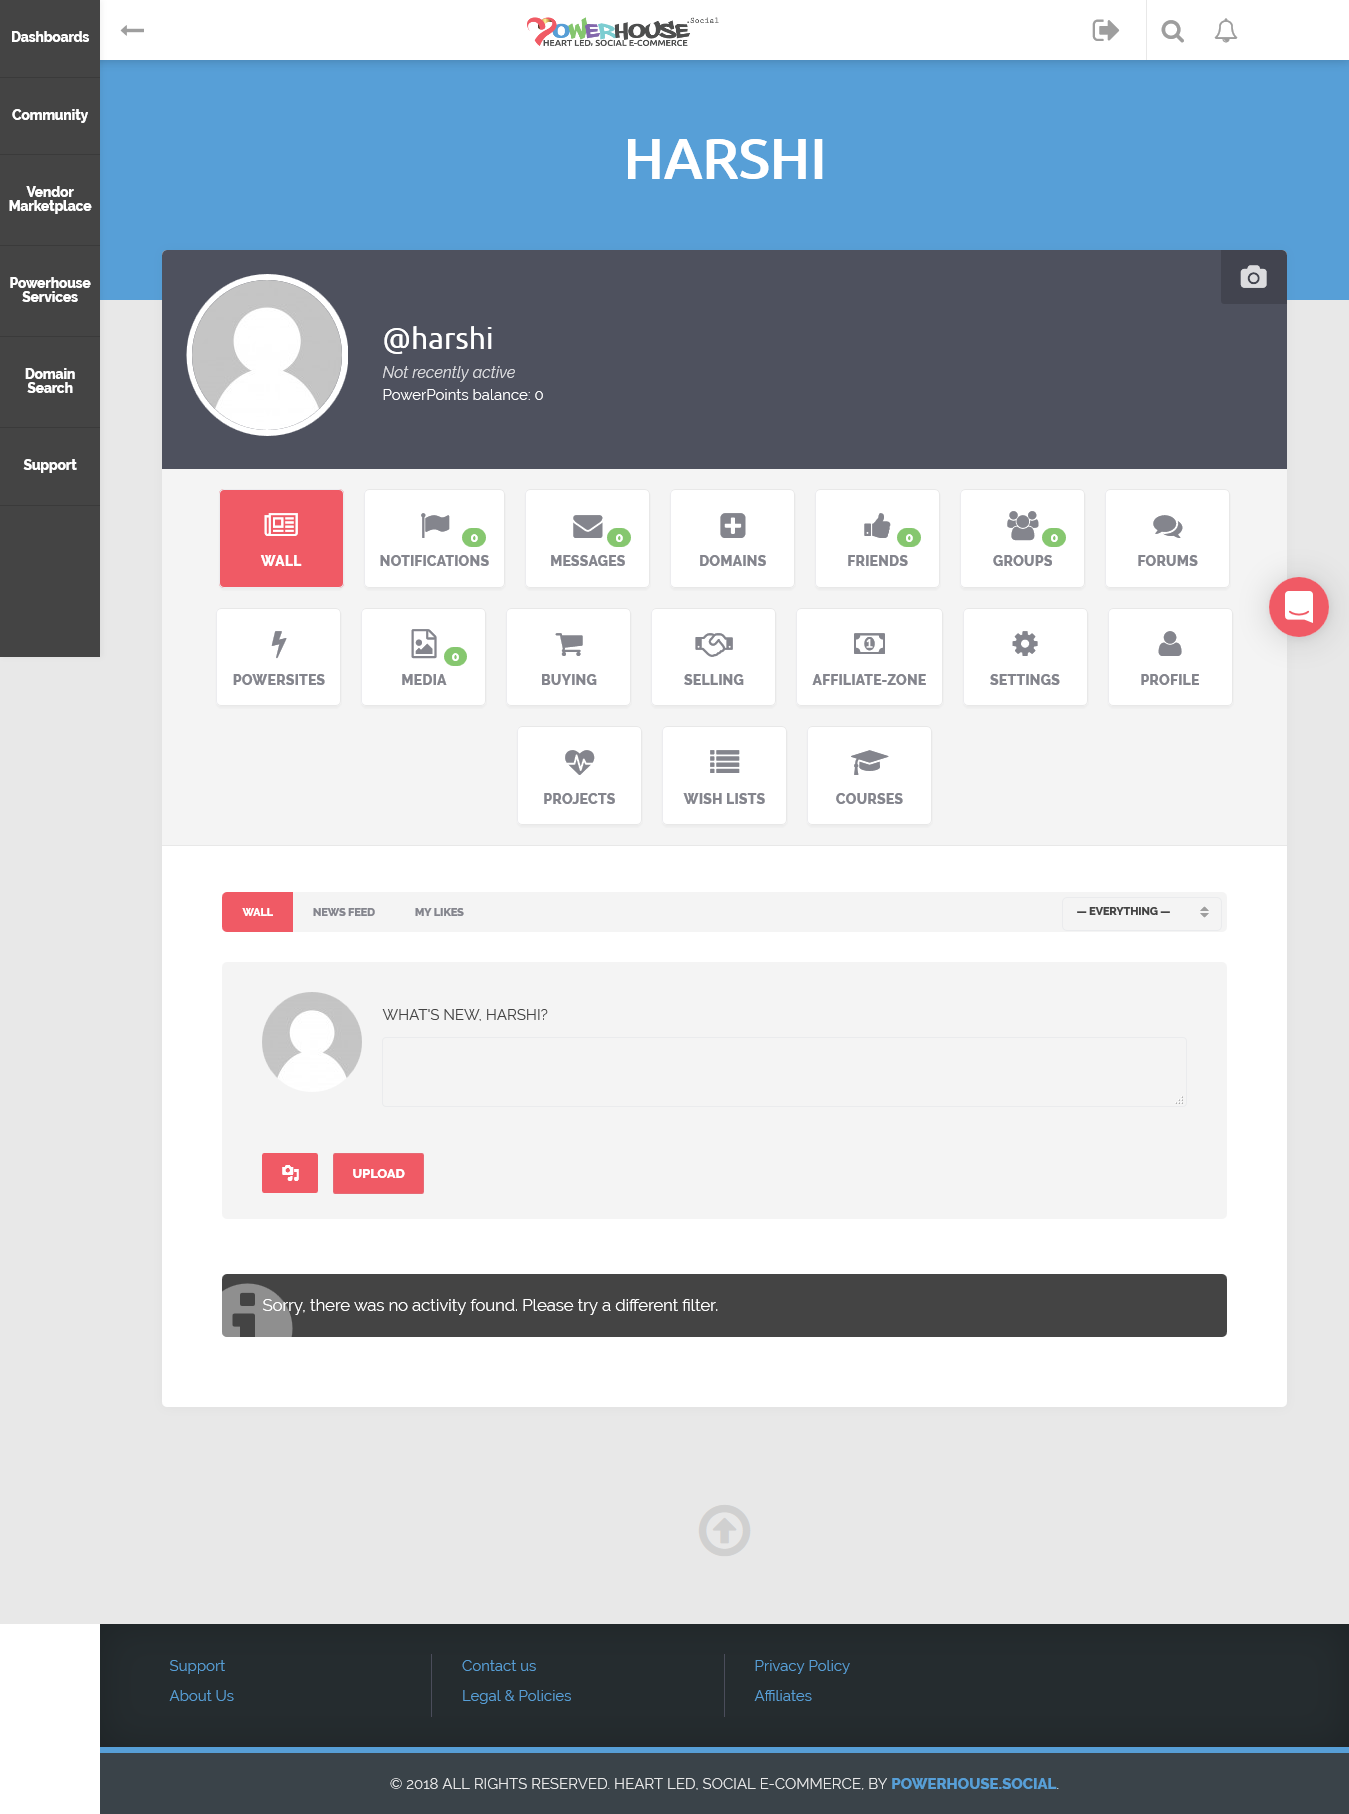 Dashboards
Community
Vendor
Marketplace
Powerhouse
Services
Domain
Search
Support
POWERHOUSE.Social
HEART LED, SOCIAL E-COMMERCE
HARSHI
@harshi
Not recently active
PowerPoints balance: 0
WALL
0
NOTIFICATIONS
0
MESSAGES
DOMAINS
0
FRIENDS
0
GROUPS
FORUMS
POWERSITES
0
MEDIA
BUYING
SELLING
AFFILIATE-ZONE
SETTINGS
PROFILE
PROJECTS
WISH LISTS
COURSES
WALL NEWS FEED MY LIKES — EVERYTHING —
WHAT'S NEW, HARSHI?
UPLOAD
Sorry, there was no activity found. Please try a different filter.
Support
About Us
Contact us
Legal & Policies
Privacy Policy
Affiliates
© 2018 ALL RIGHTS RESERVED. HEART LED, SOCIAL E-COMMERCE, BY POWERHOUSE.SOCIAL.